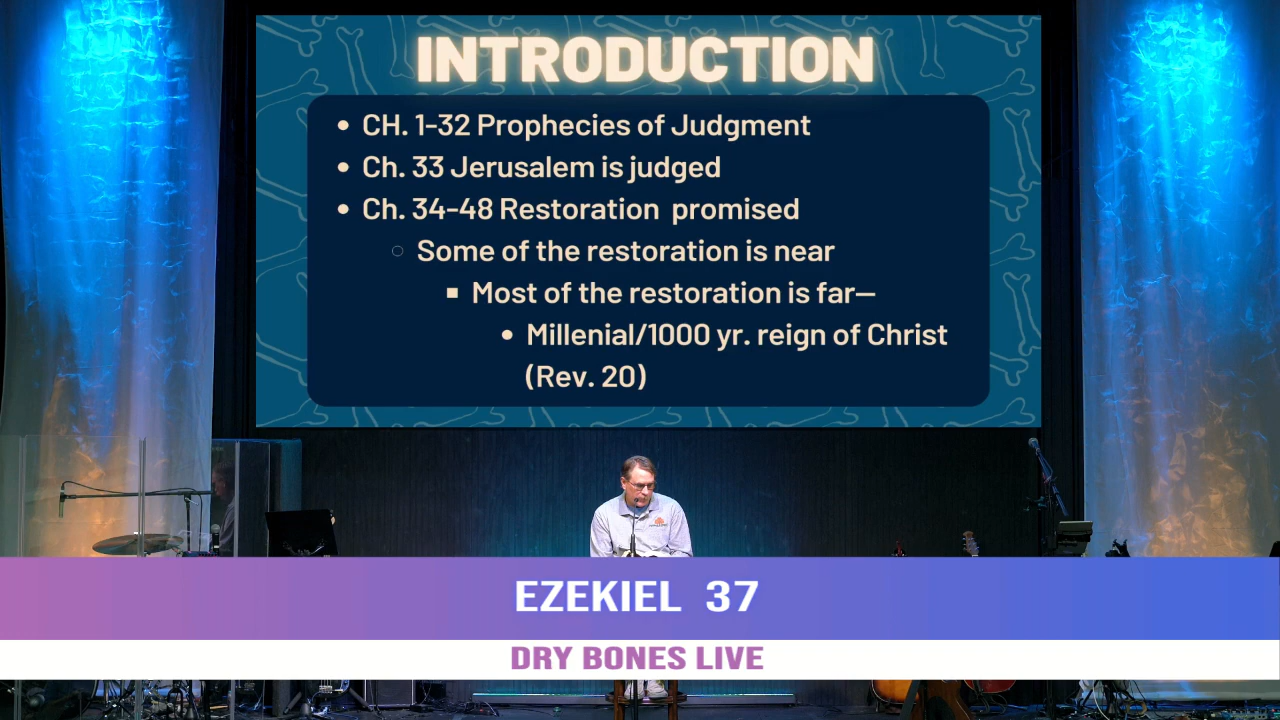 INTRODUCTION
• CH. 1-32 Prophecies of Judgment
• Ch. 33 Jerusalem is judged
• Ch. 34-48 Restoration promised
○ Some of the restoration is near
▪ Most of the restoration is far—
• Millenial/1000 yr. reign of Christ
(Rev. 20)
EZEKIEL 37
DRY BONES LIVE